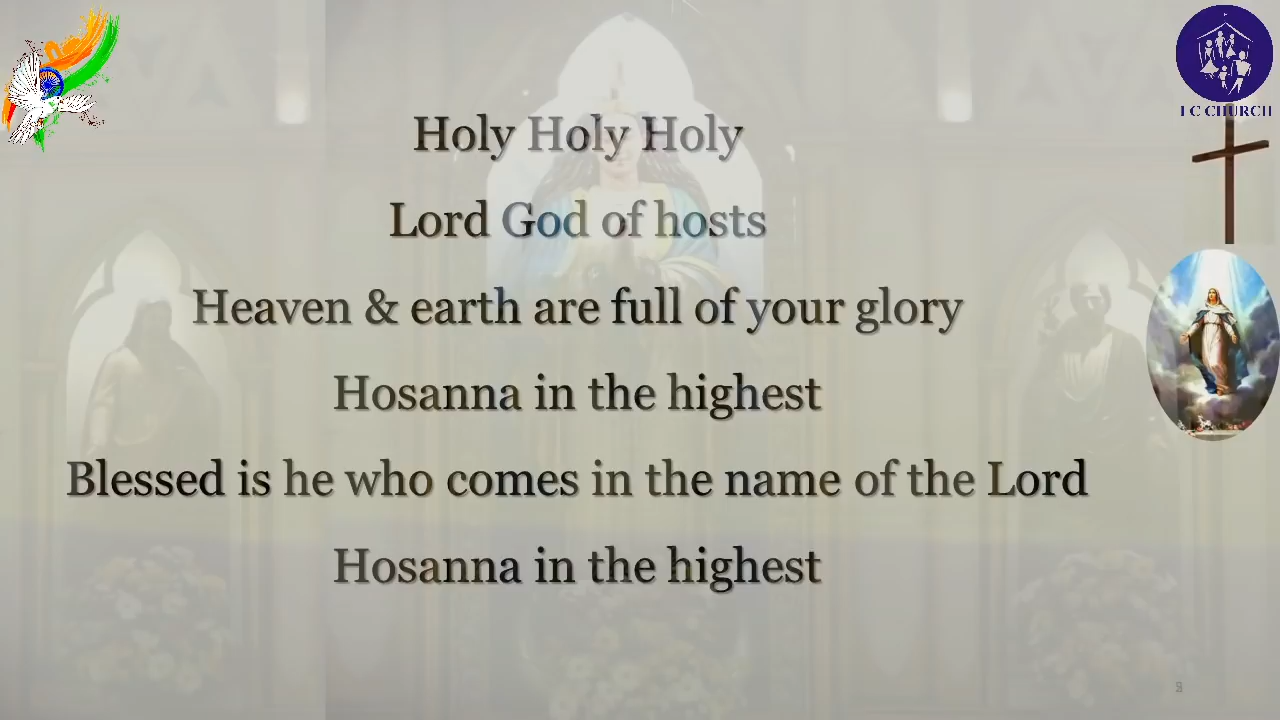 I C CHURCH
Holy Holy Holy
Lord God of hosts
Heaven & earth are full of your glory
Hosanna in the highest
Blessed is he who comes in the name of the Lord
Hosanna in the highest